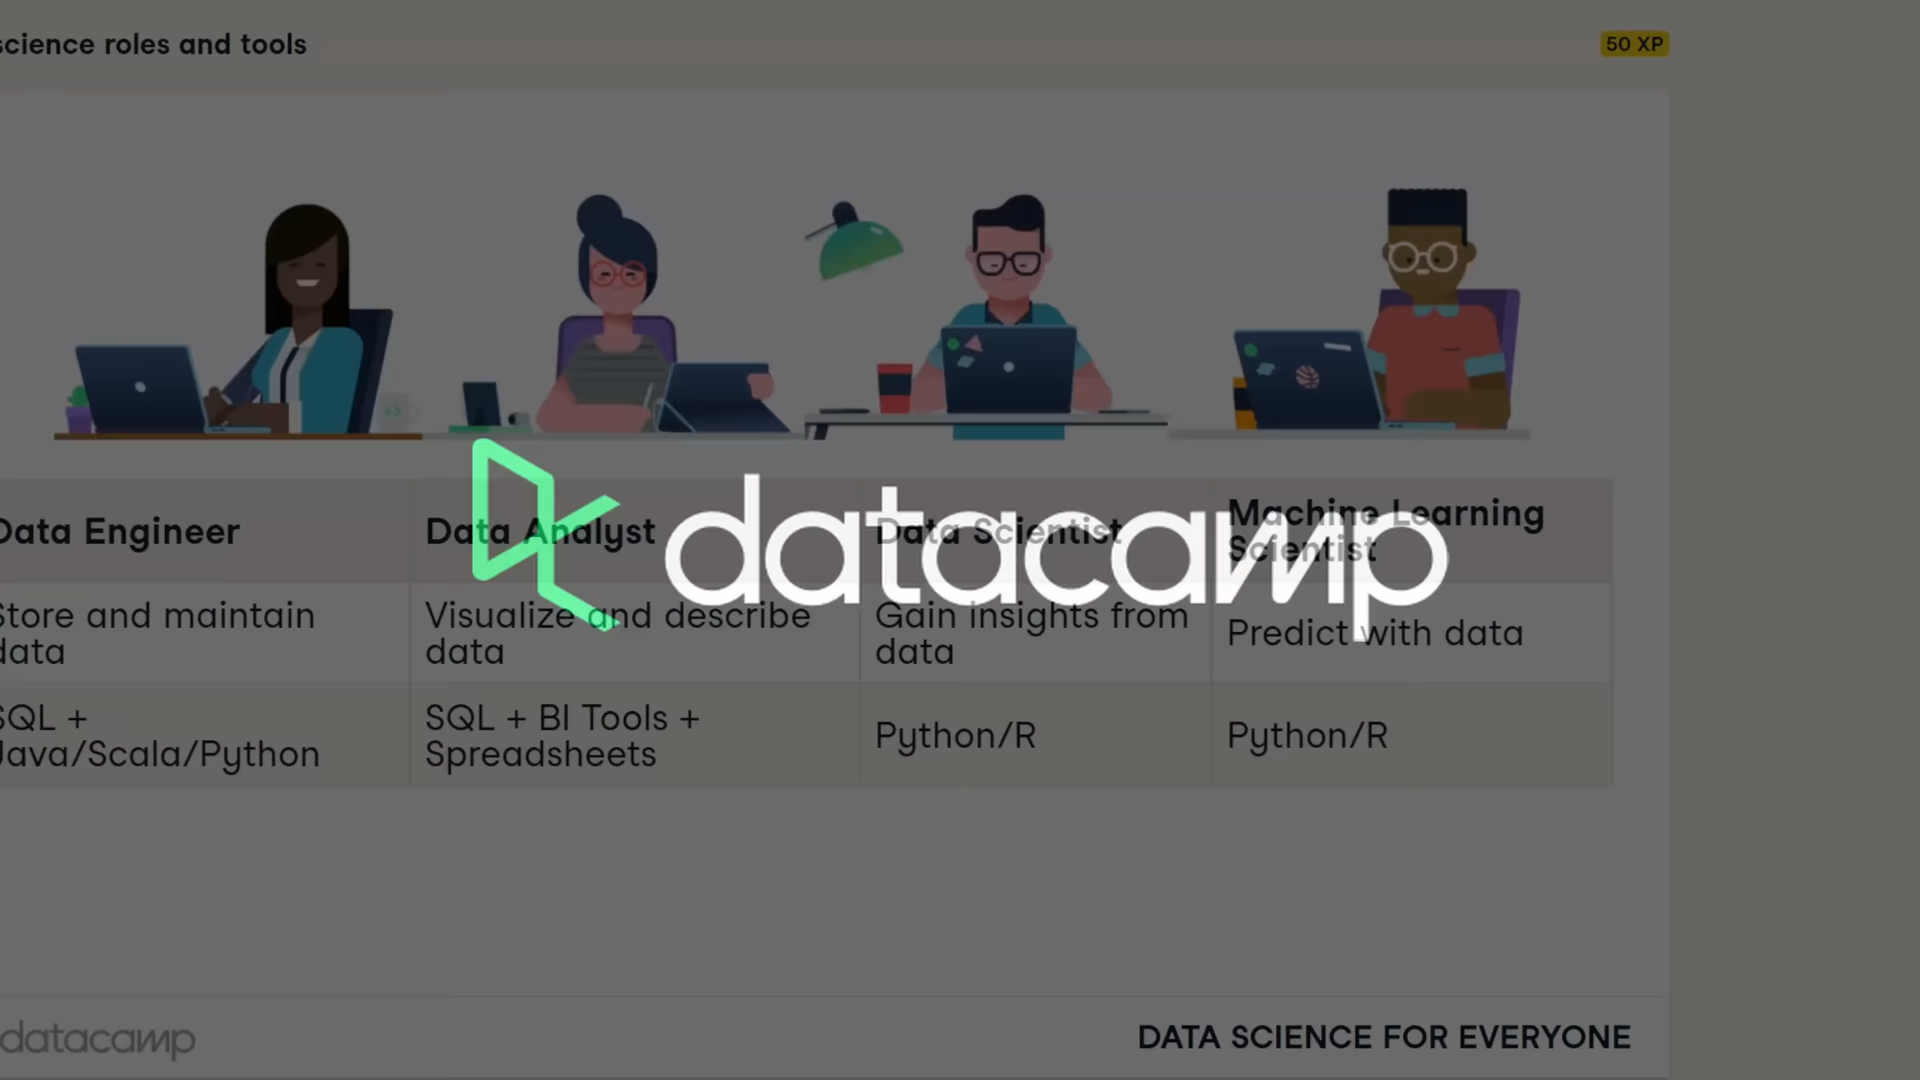 science roles and tools
50 XP
datacamp
Data Engineer
Data Analyst
Data Scientist
Machine Learning
Scientist
Store and maintain
data
Visualize and describe
data
Gain insights from
data
Predict with data
SQL +
Java/Scala/Python
SQL + BI Tools +
Spreadsheets
Python/R
Python/R
datacamp
DATA SCIENCE FOR EVERYONE